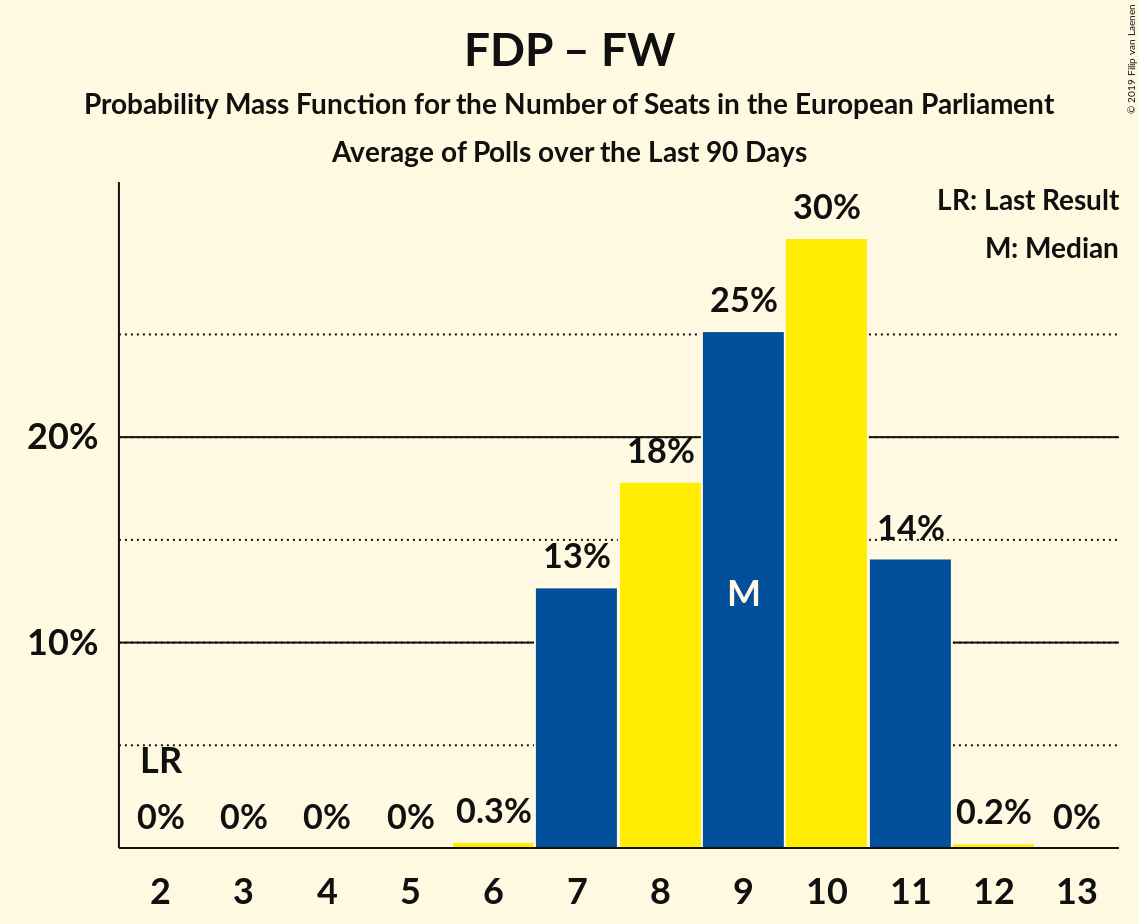 FDP – FW
Probability Mass Function for the Number of Seats in the European Parliament
Average of Polls over the Last 90 Days
© 2019 Filip van Laenen
LR: Last Result
M: Median
30%
25%
20%
18%
14%
13%
M
10%
LR
0% 0% 0% 0% 0.3% 0.2% 0%
2 3 4 5 6 7 8 9 10 11 12 13